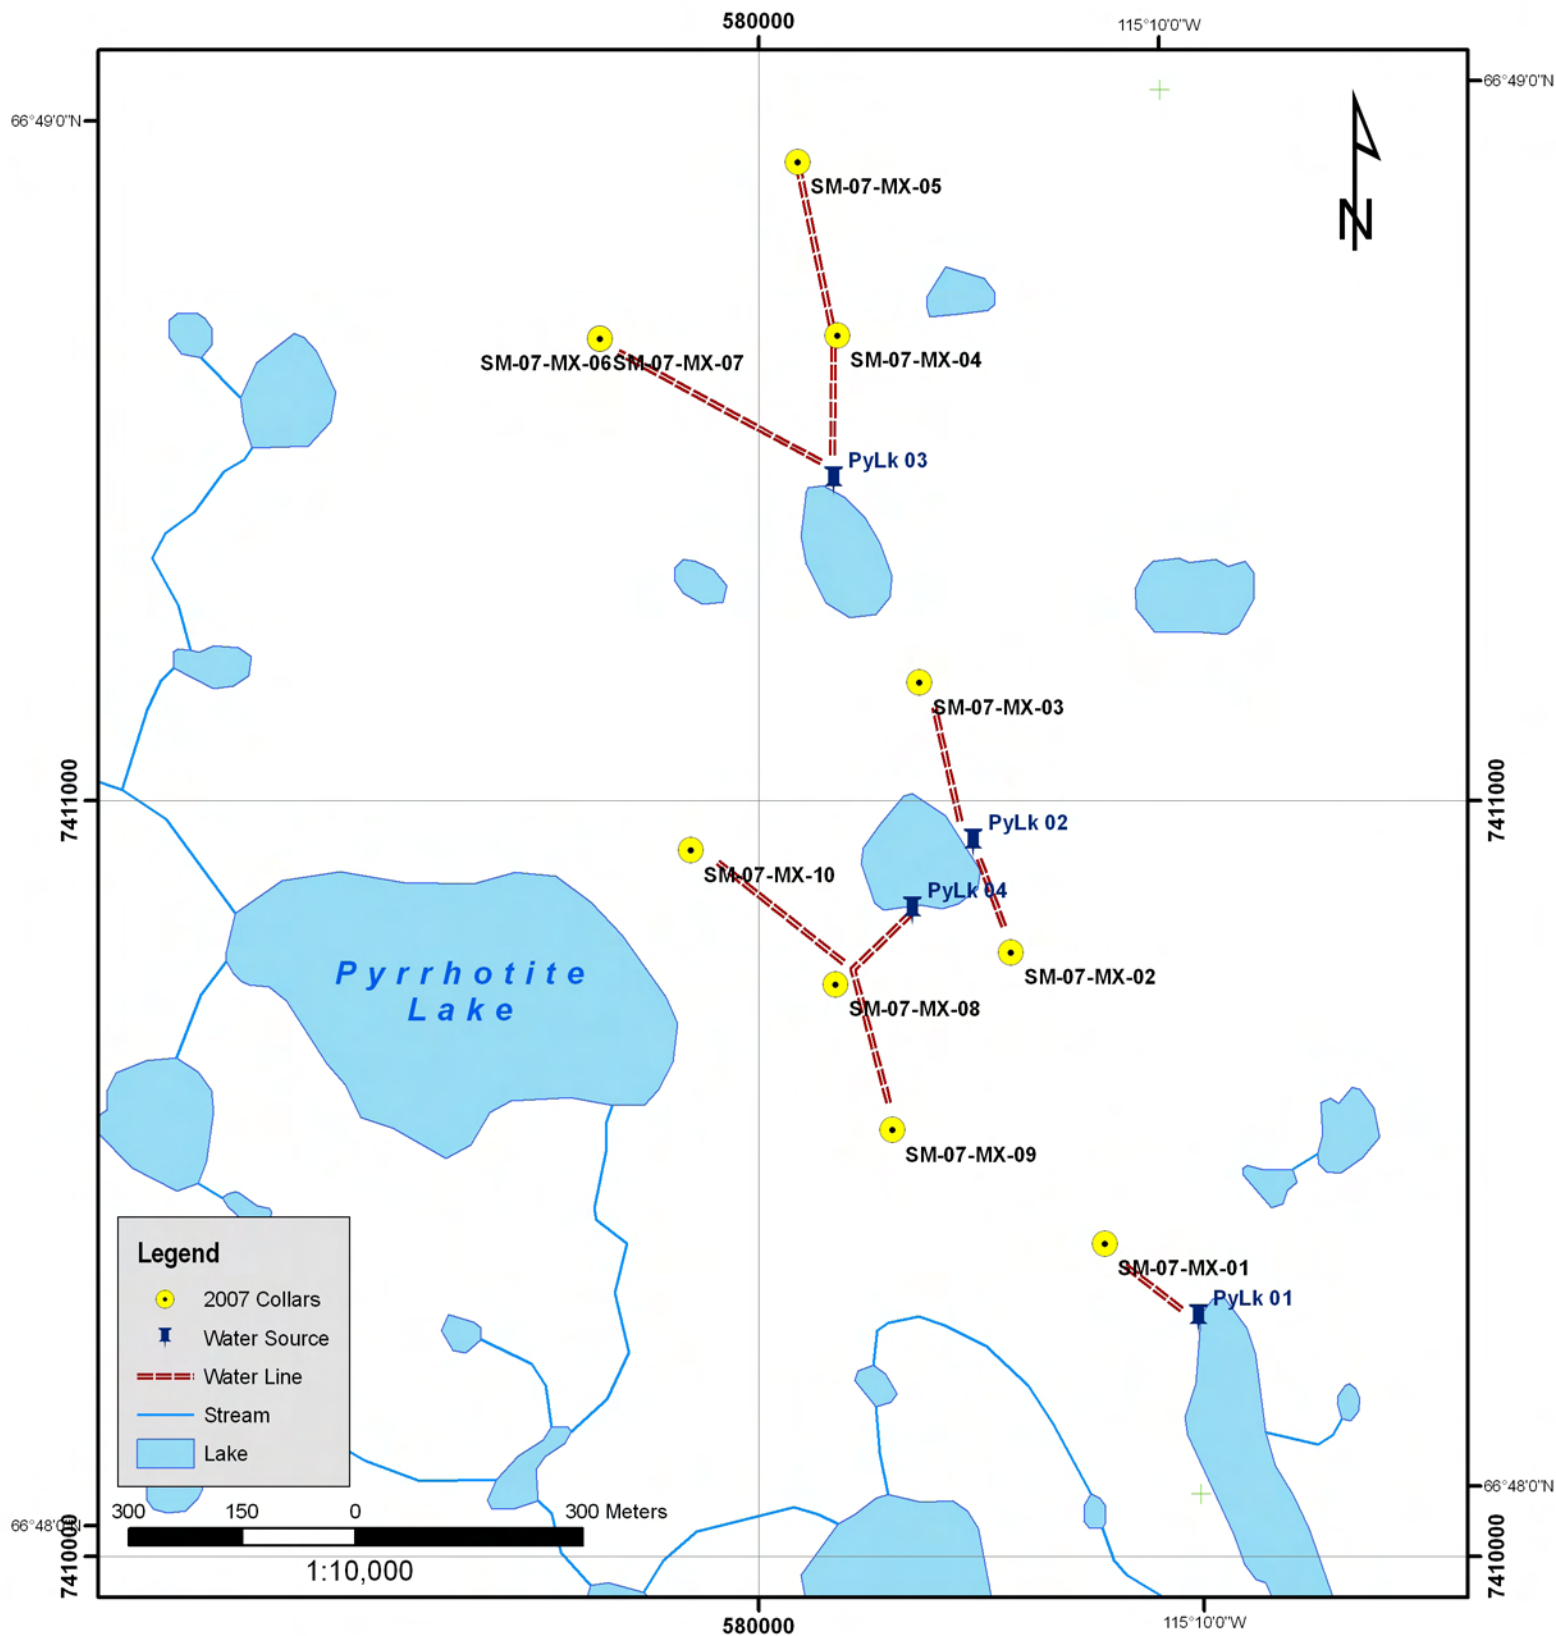 580000
115°10'0"W
66°49'0"N
66°49'0"N
N
SM-07-MX-05
SM-07-MX-04
SM-07-MX-06
SM-07-MX-07
PyLk 03
SM-07-MX-03
7411000
7411000
PyLk 02
SM-07-MX-10
PyLk 04
Pyrrhotite
Lake
SM-07-MX-02
SM-07-MX-08
SM-07-MX-09
SM-07-MX-01
PyLk 01
Legend
2007 Collars
Water Source
Water Line
Stream
Lake
300 150 0 300 Meters
1:10,000
66°48'0"N
66°48'0"N
7410000
7410000
580000
115°10'0"W